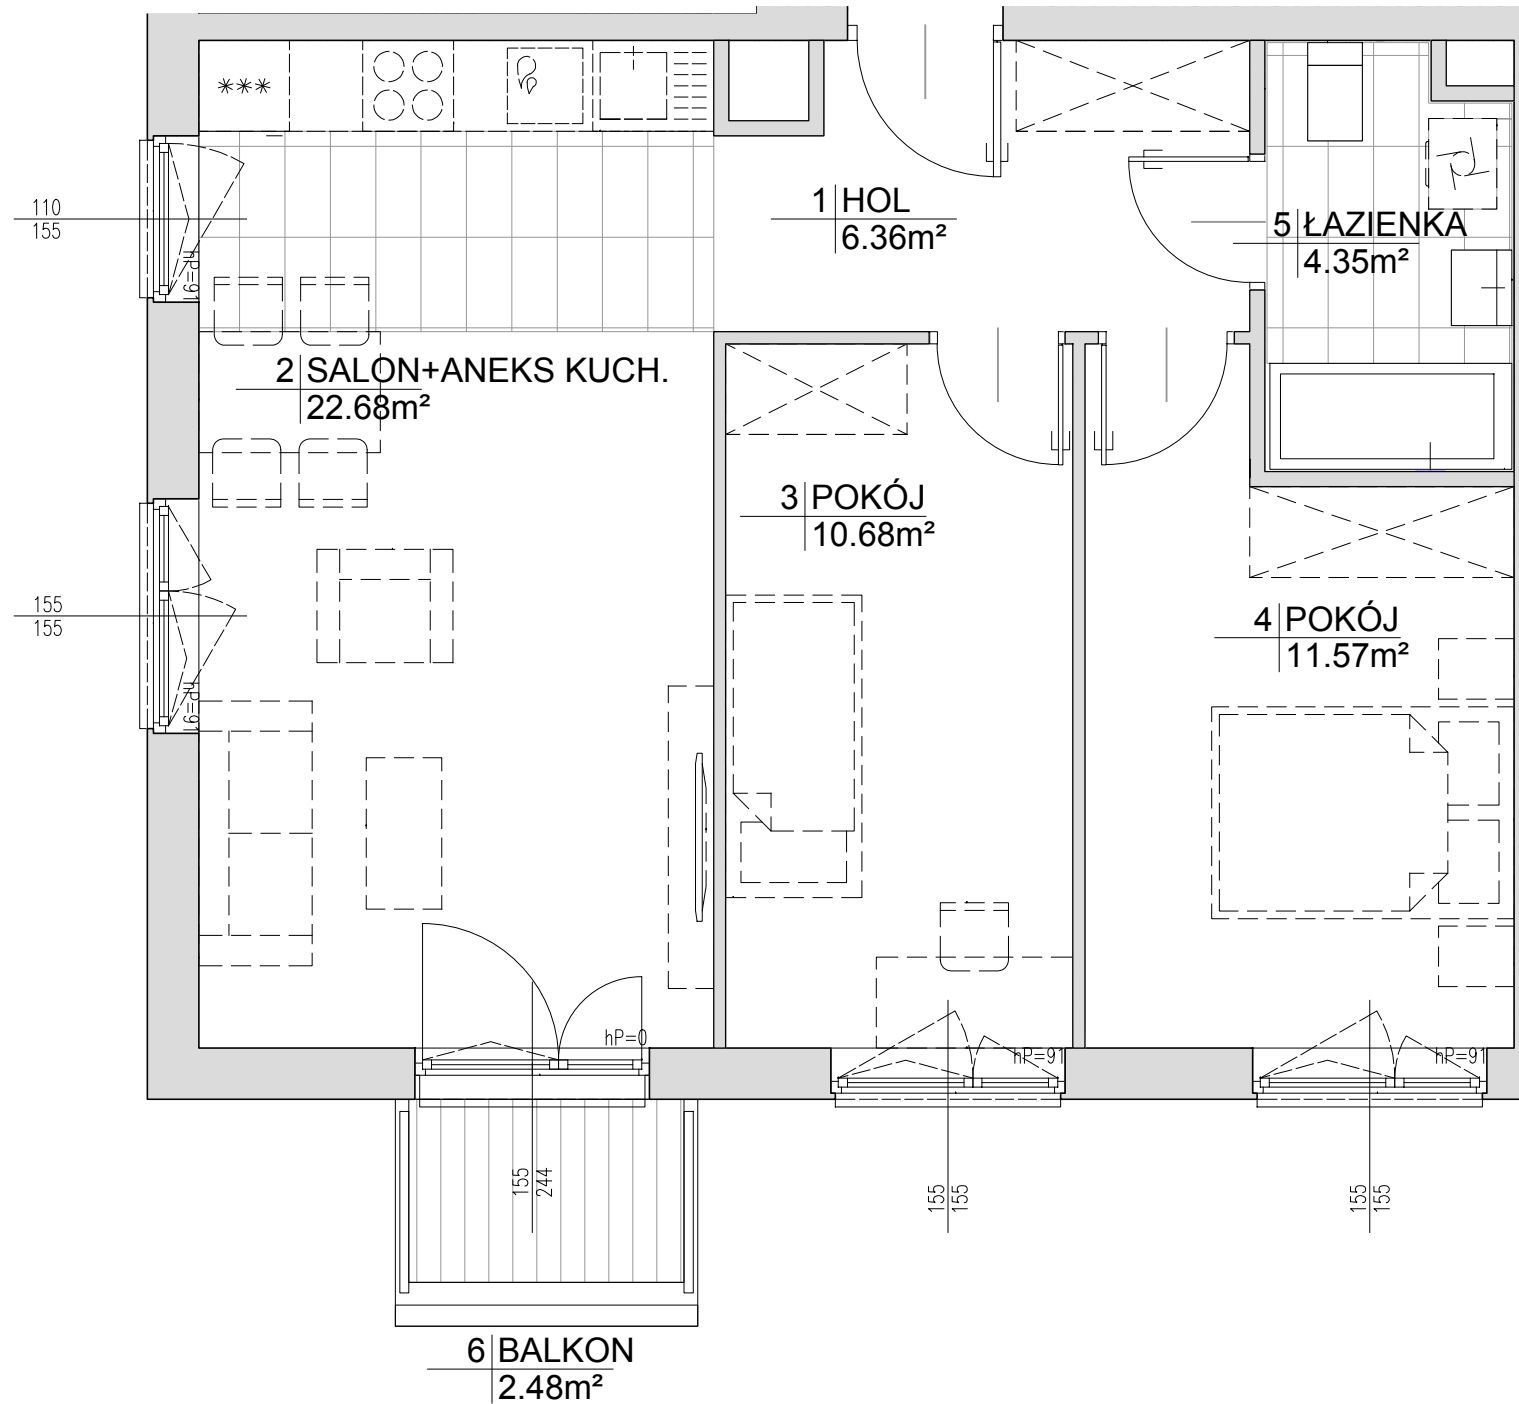 ***
1 HOL
6.36m²
110
155
hP=91
5 ŁAZIENKA
4.35m²
2 SALON+ANEKS KUCH.
22.68m²
3 POKÓJ
10.68m²
155
155
hP=91
4 POKÓJ
11.57m²
hP=0
hP=91
hP=91
155
244
155
155
155
155
6 BALKON
2.48m²